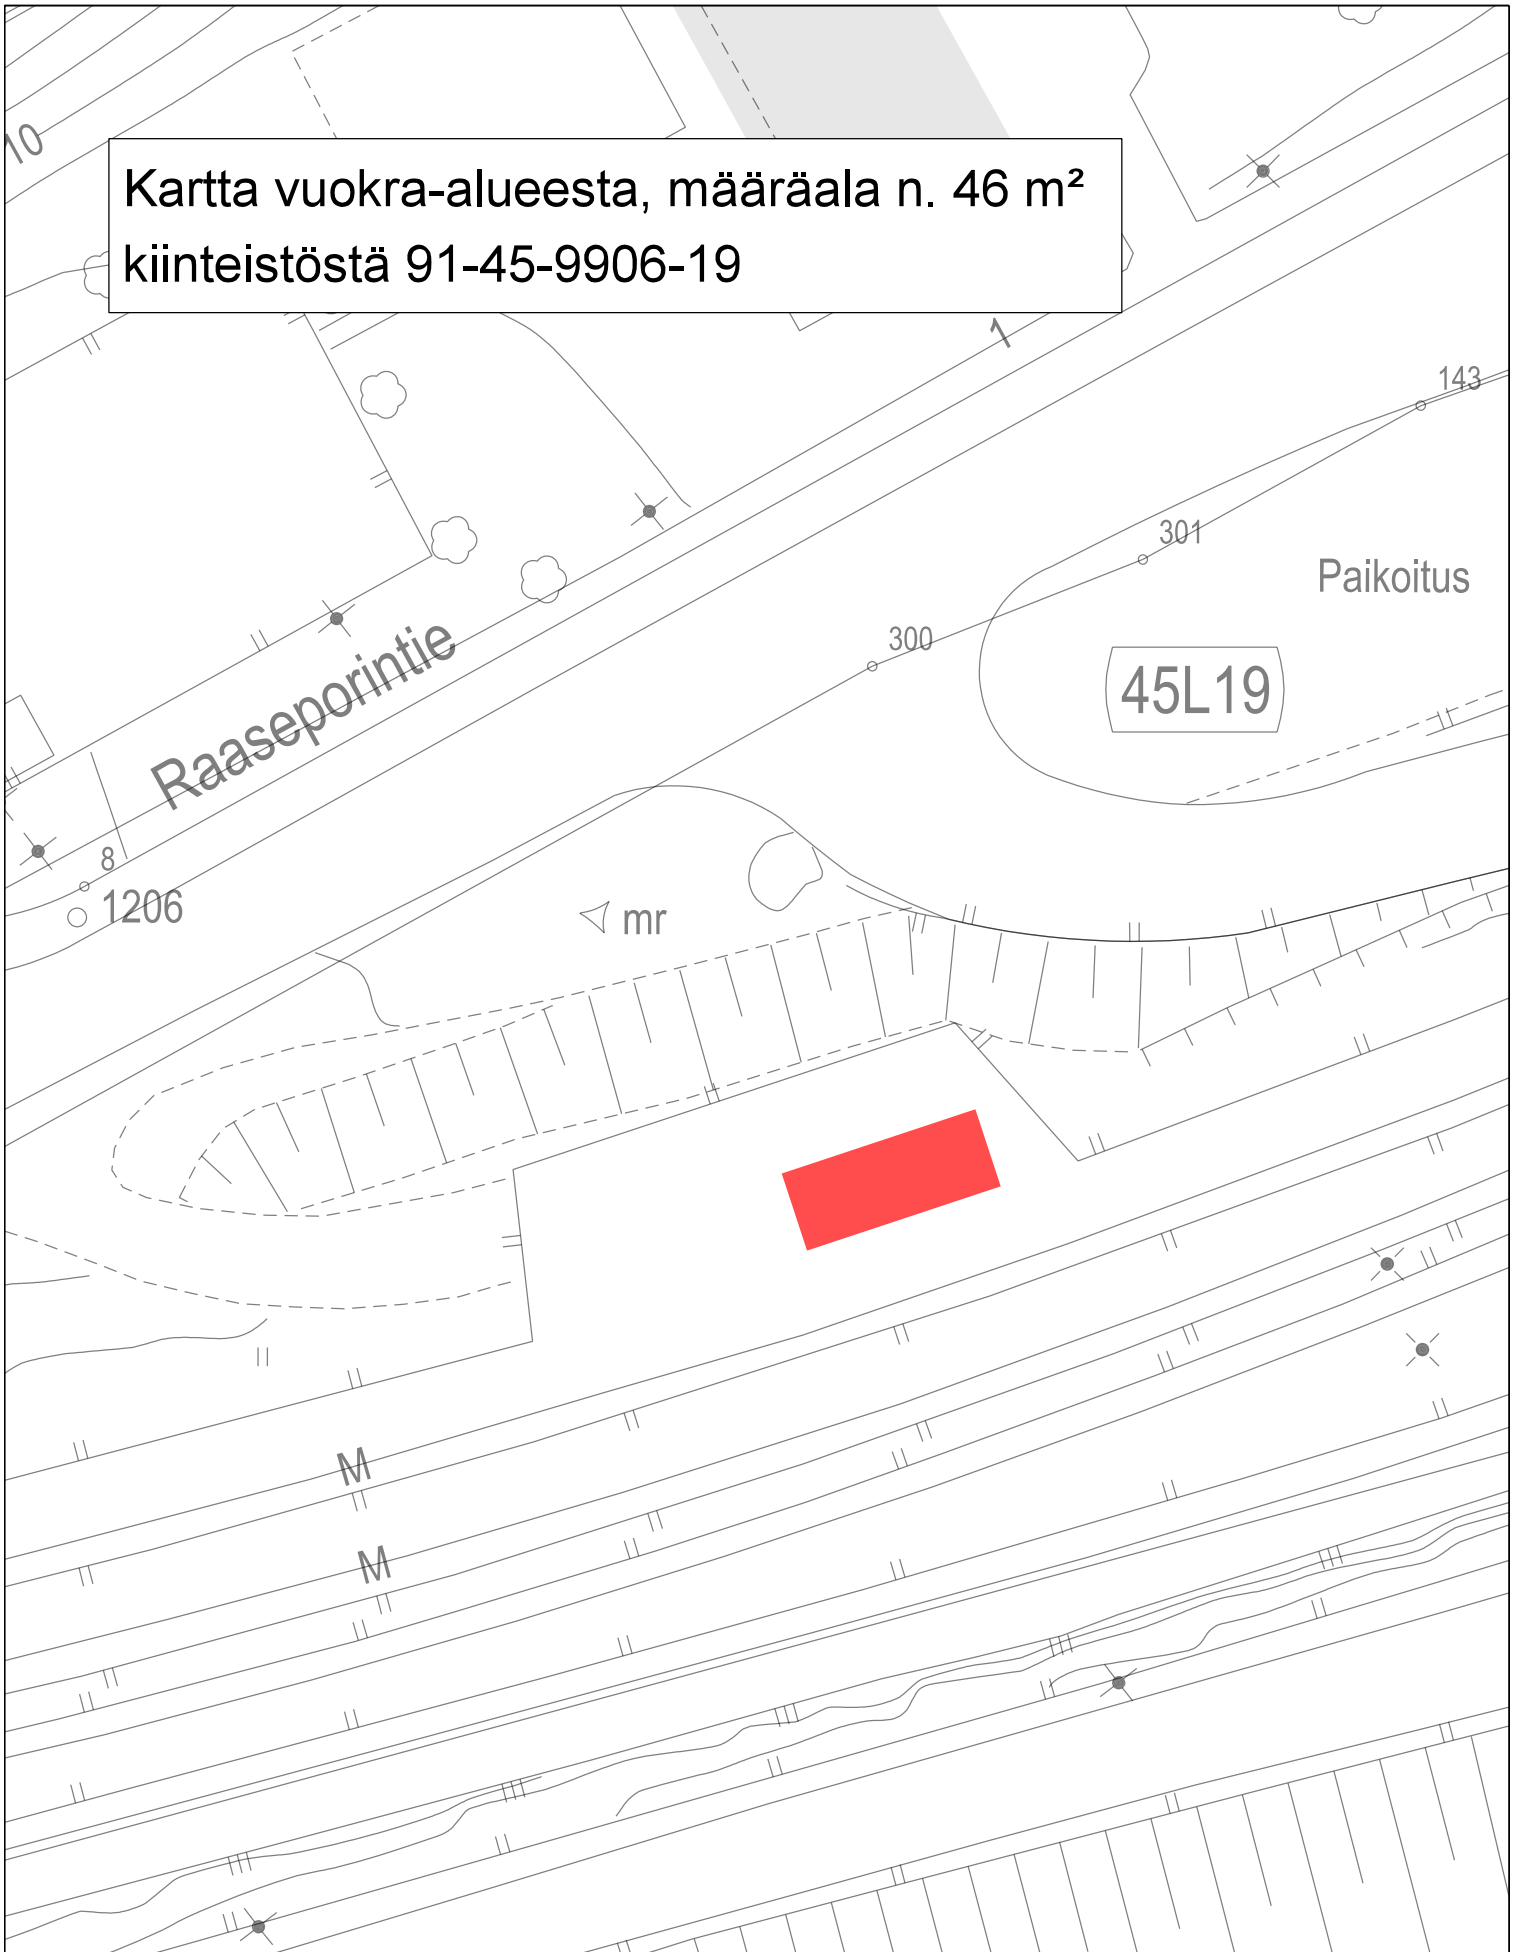 10
Kartta vuokra-alueesta, määräala n. 46 m²
kiinteistöstä 91-45-9906-19
1
143
301
Paikoitus
300
45L19
Raaseporintie
8
1206
mr
M
M